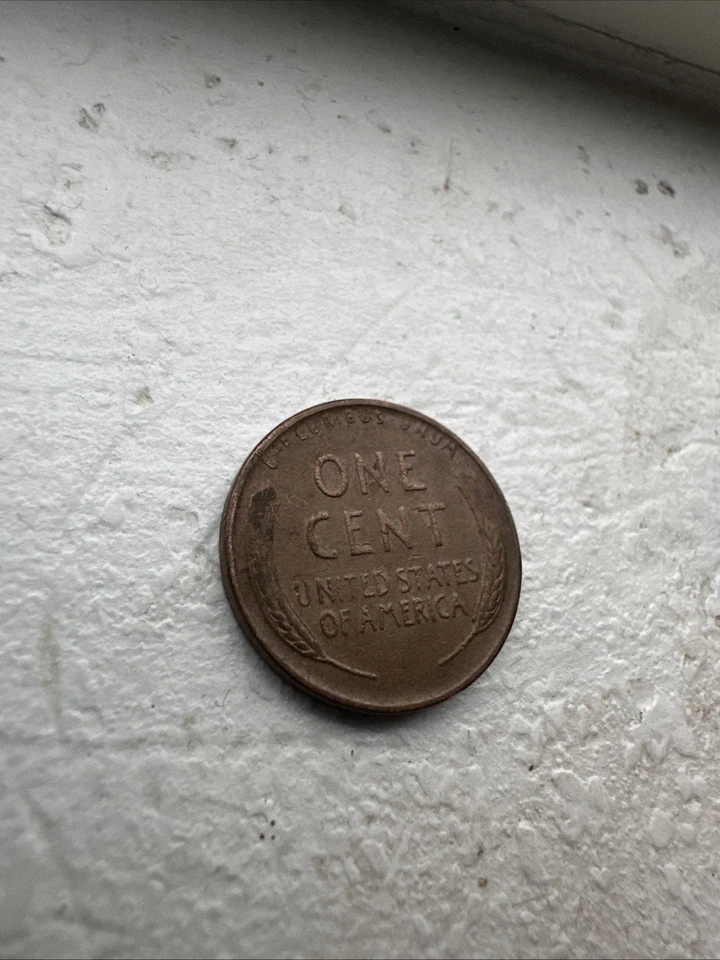 E PLURIBUS UNUM
ONE
CENT
UNITED STATES
OF AMERICA